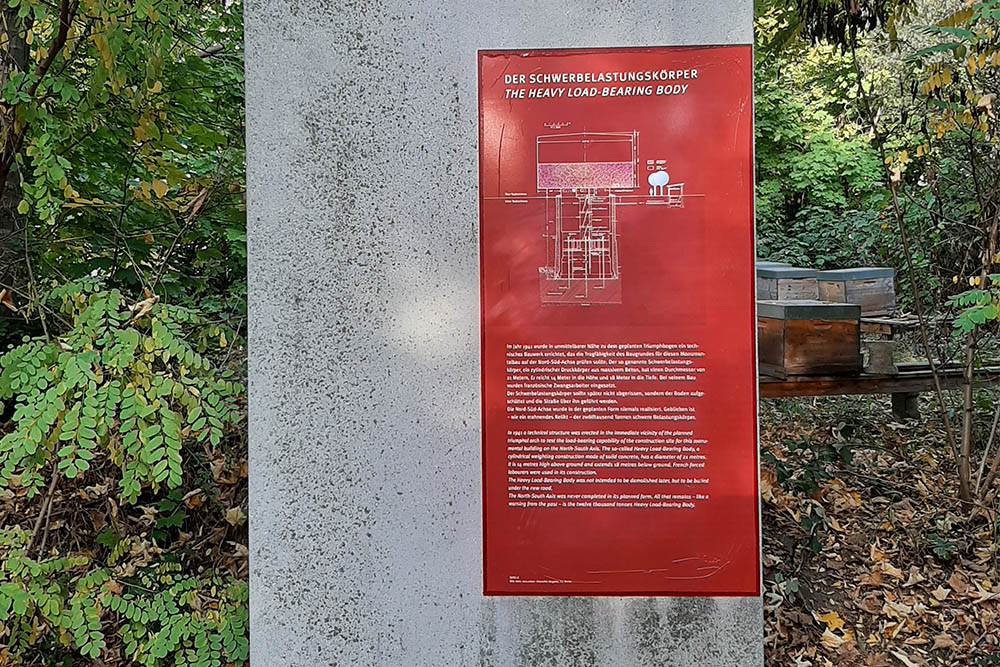 DER SCHWERBELASTUNGSKÖRPER
THE HEAVY LOAD-BEARING BODY
Im Jahr 1941 wurde in unmittelbarer Nähe zu dem geplanten Triumphbogen ein tech-
nisches Bauwerk errichtet, das die Tragfähigkeit des Baugrundes für diesen Monumen-
talbau auf der Nord-Süd-Achse prüfen sollte. Der so genannte Schwerbelastungs-
körper, ein zylindrischer Druckkörper aus massivem Beton, hat einen Durchmesser von
21 Metern. Er reicht 14 Meter in die Höhe und 18 Meter in die Tiefe. Bei seinem Bau
wurden französische Zwangsarbeiter eingesetzt.
Der Schwerbelastungskörper sollte später nicht abgerissen, sondern der Boden aufge-
schüttet und die Straße über ihn geführt werden.
Die Nord-Süd-Achse wurde in der geplanten Form niemals realisiert. Geblieben ist
– wie ein mahnendes Relikt – der zwölftausend Tonnen schwere Belastungskörper.
In 1941 a technical structure was erected in the immediate vicinity of the planned
triumphal arch to test the load-bearing capability of the construction site for this monu-
mental building on the North-South Axis. The so-called Heavy Load-Bearing Body, a
cylindrical weighting construction made of solid concrete, has a diameter of 21 metres.
It is 14 metres high above ground and extends 18 metres below ground. French forced
labourers were used in its construction.
The Heavy Load-Bearing Body was not intended to be demolished later, but to be buried
under the new road.
The North-South Axis was never completed in its planned form. All that remains – like a
warning from the past – is the twelve thousand tonnes Heavy Load-Bearing Body.